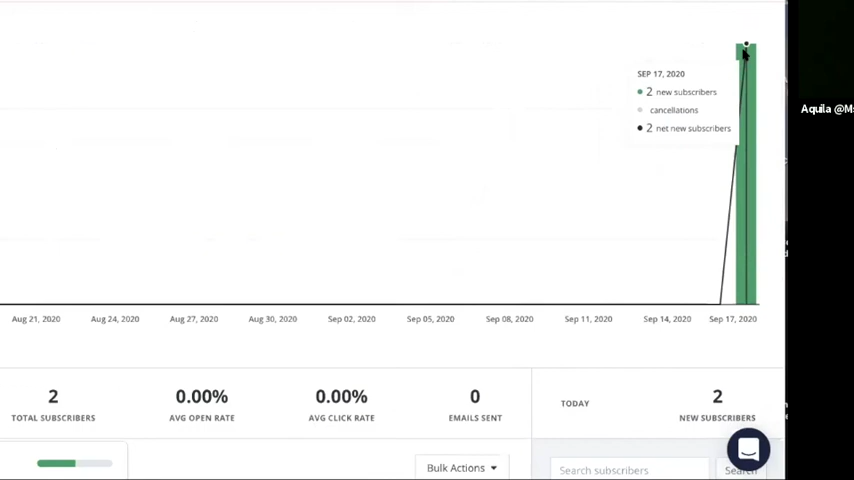 SEP 17, 2020
2 new subscribers
cancellations
2 net new subscribers
Aquila @Ms
Aug 21, 2020 Aug 24, 2020 Aug 27, 2020 Aug 30, 2020 Sep 02, 2020 Sep 05, 2020 Sep 08, 2020 Sep 11, 2020 Sep 14, 2020 Sep 17, 2020
2 0.00% 0.00% 0 TODAY 2
TOTAL SUBSCRIBERS AVG OPEN RATE AVG CLICK RATE EMAILS SENT NEW SUBSCRIBERS
Bulk Actions Search subscribers Search